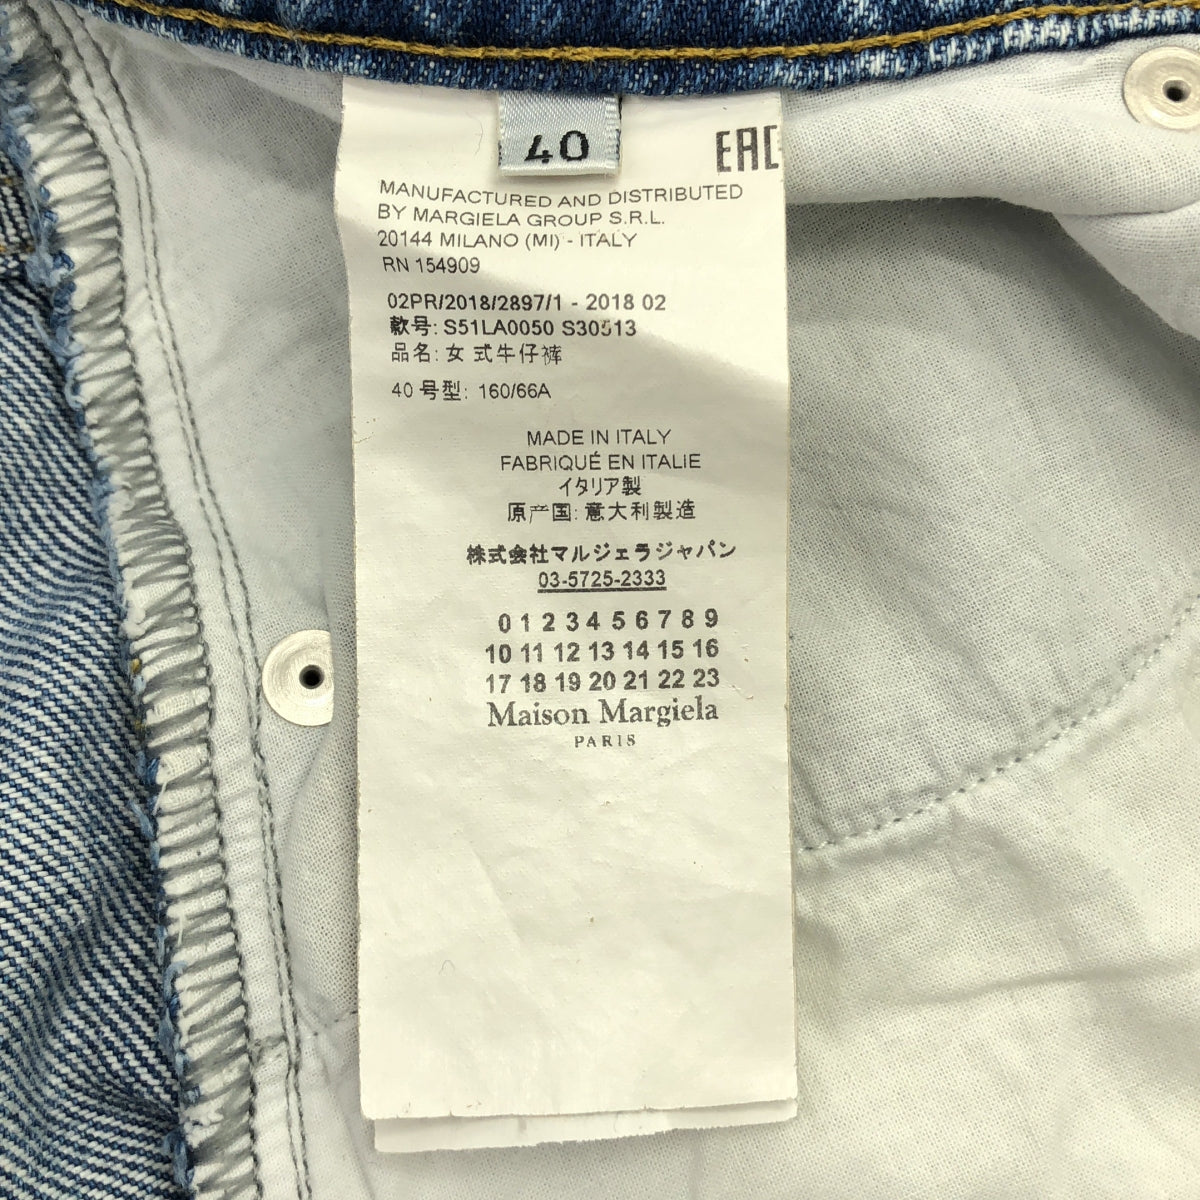 40
EAC
MANUFACTURED AND DISTRIBUTED
BY MARGIELA GROUP S.R.L.
20144 MILANO (MI) - ITALY
RN 154909
02PR/2018/2897/1 - 2018 02
款号: S51LA0050 S30513
品名: 女 式牛仔裤
40 号型: 160/66A
MADE IN ITALY
FABRIQUÉ EN ITALIE
イタリア製
原产国: 意大利製造
株式会社マルジェラジャパン
03-5725-2333
0 1 2 3 4 5 6 7 8 9
10 11 12 13 14 15 16
17 18 19 20 21 22 23
Maison Margiela
PARIS